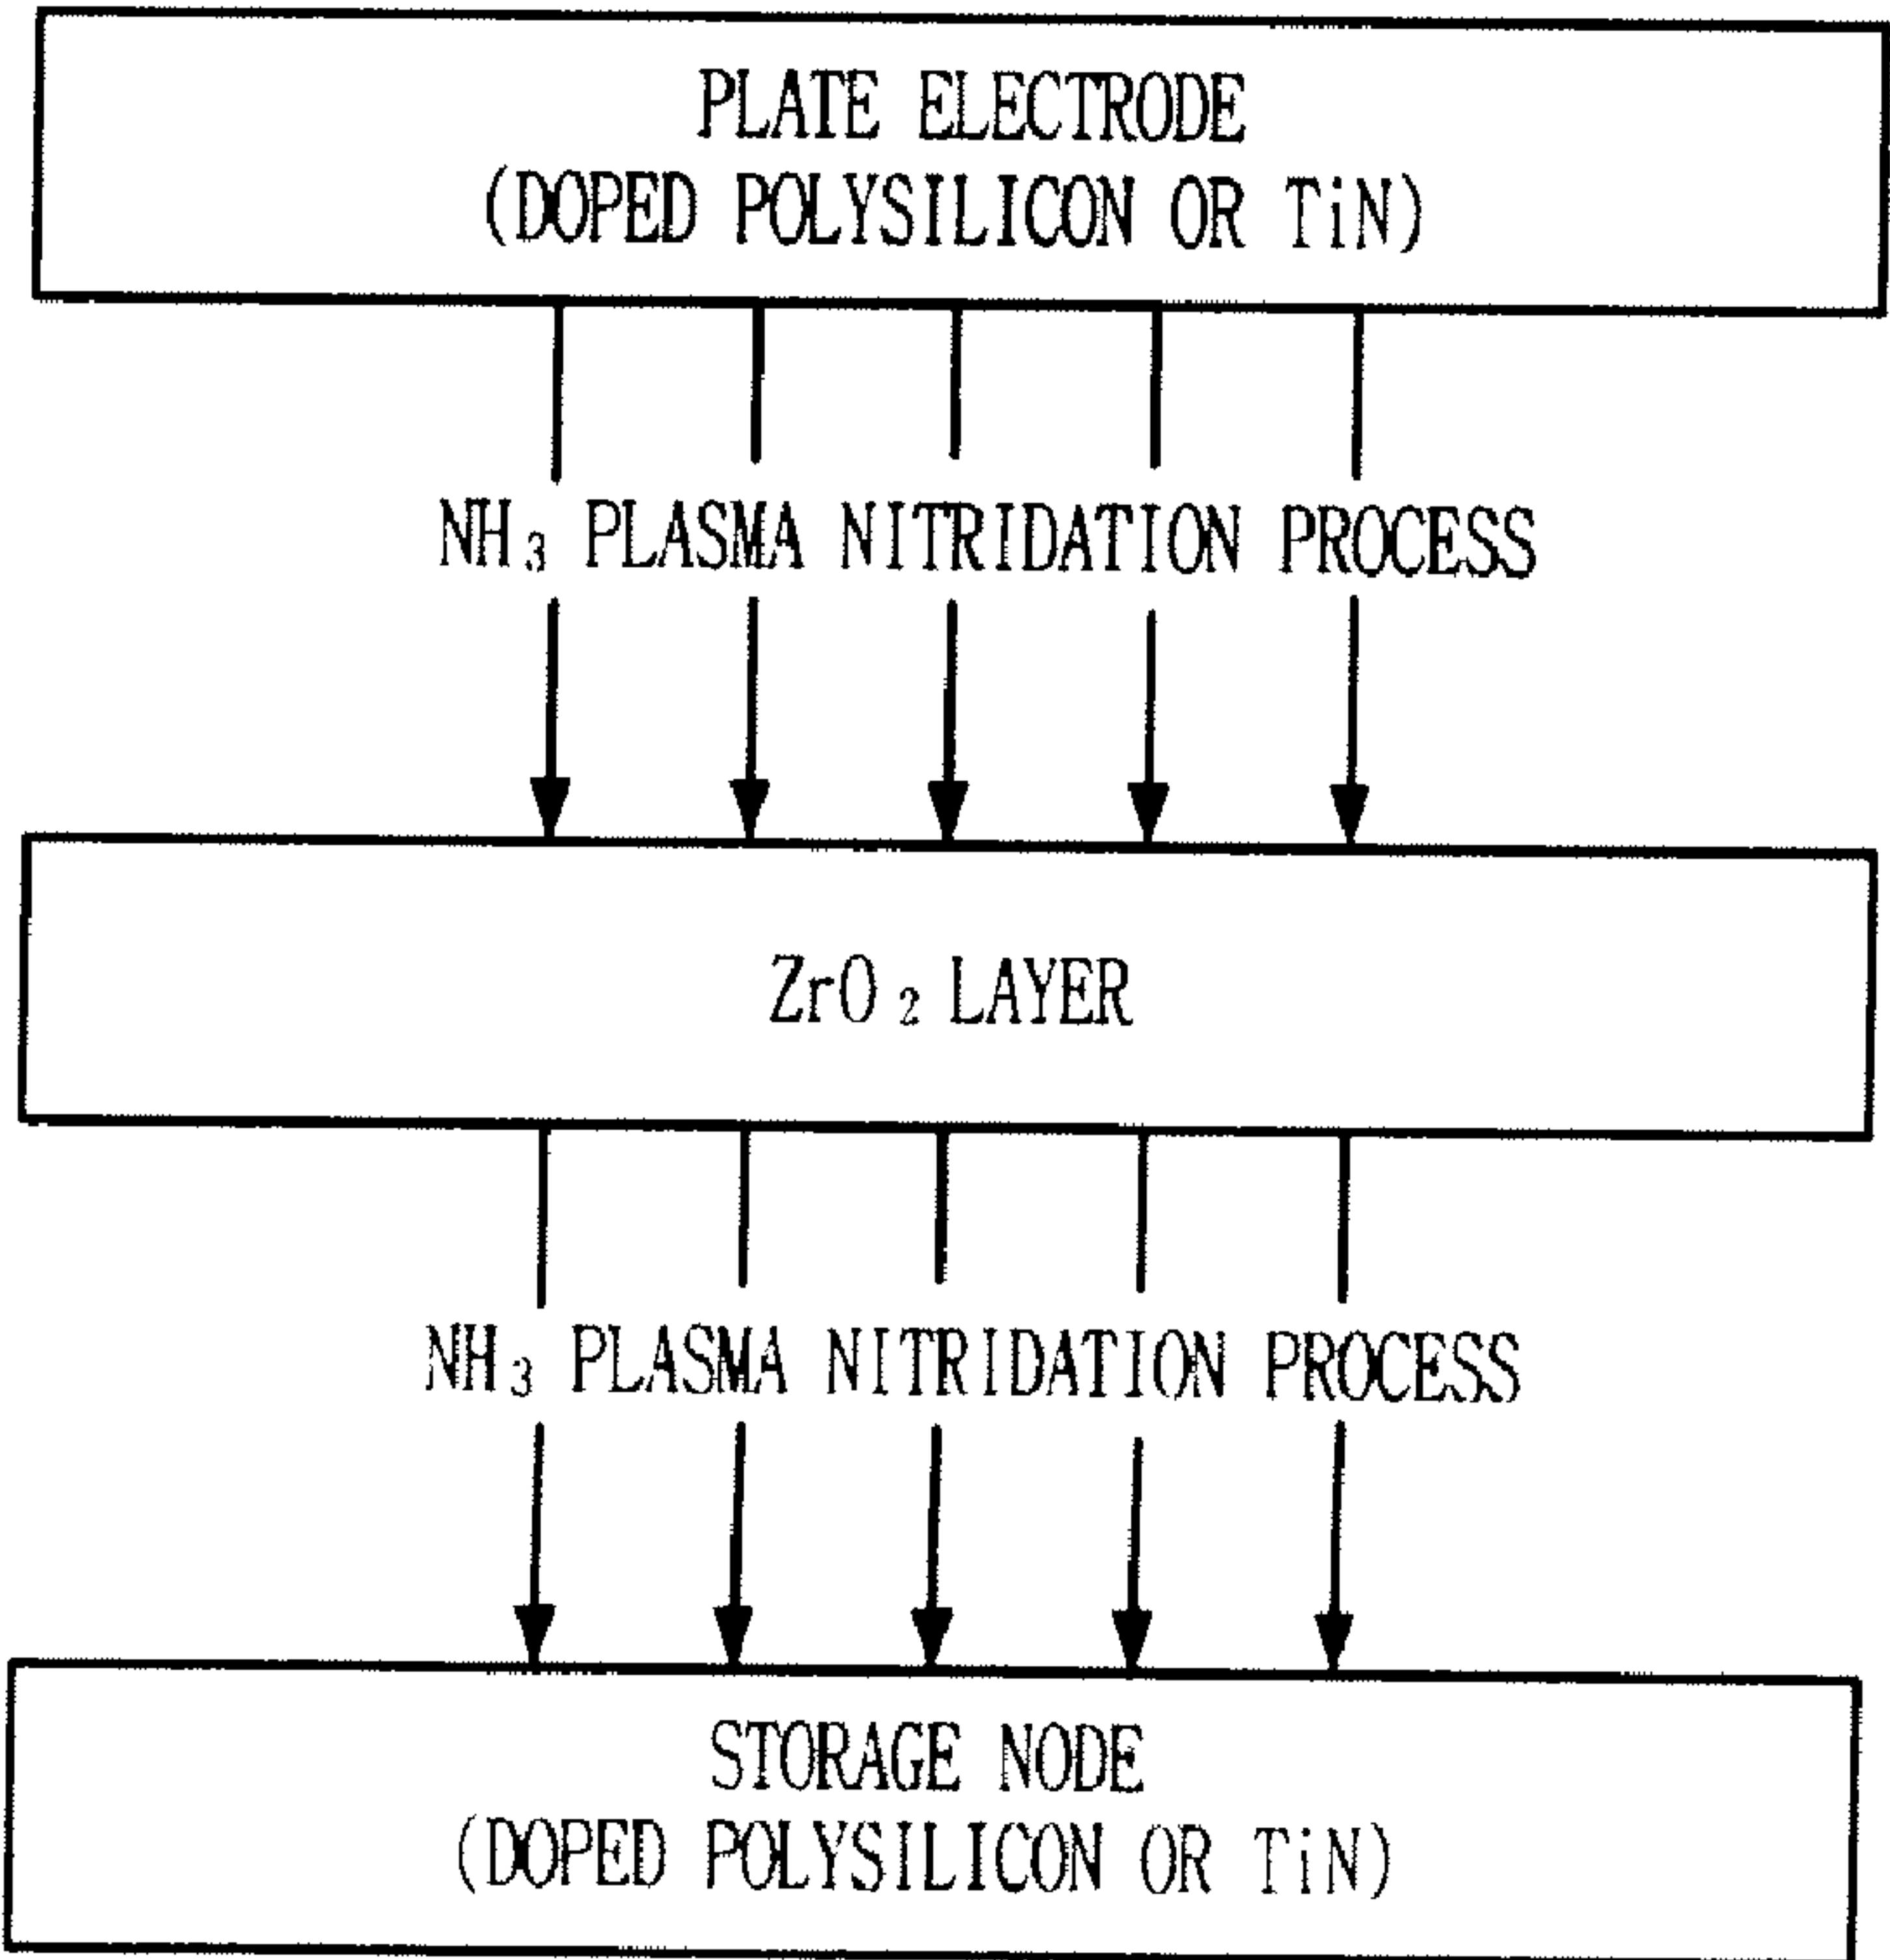 PLATE ELECTRODE
(DOPED POLYSILICON OR TiN)
NH₃ PLASMA NITRIDATION PROCESS
ZrO₂ LAYER
NH₃ PLASMA NITRIDATION PROCESS
STORAGE NODE
(DOPED POLYSILICON OR TiN)